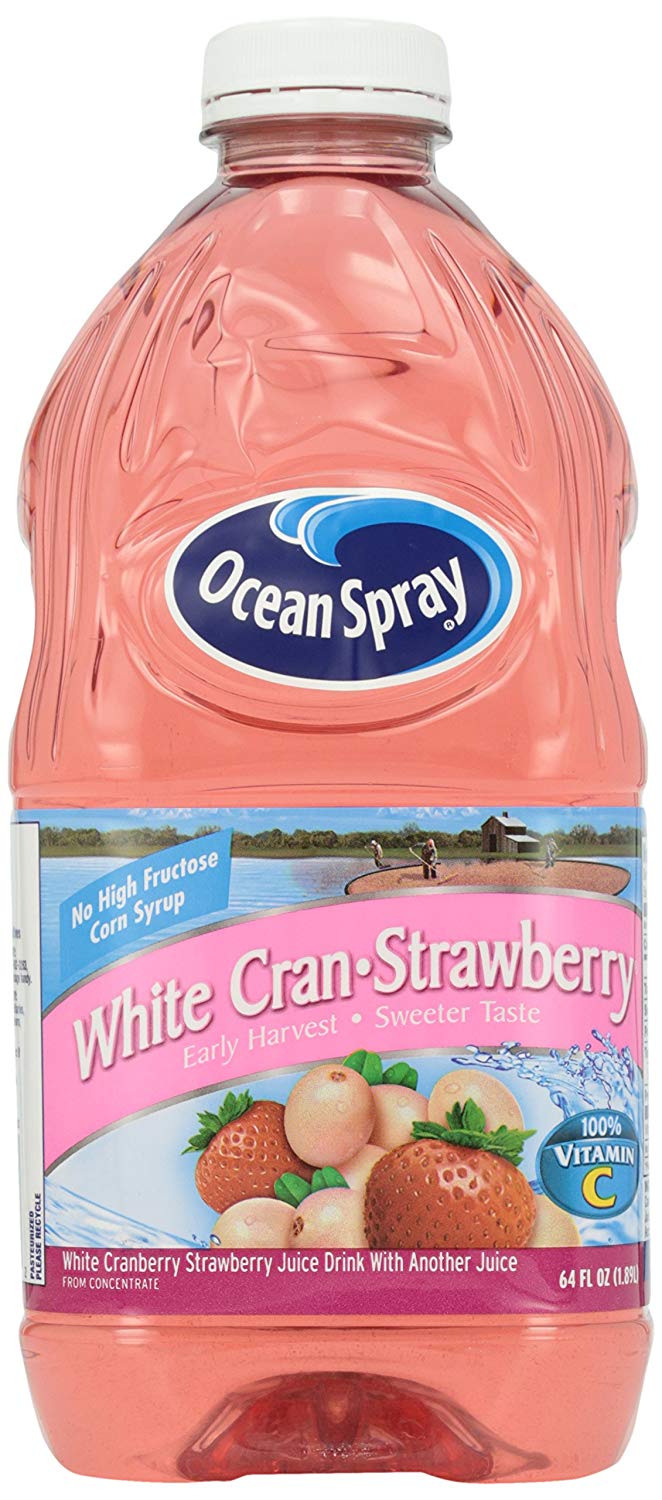 Ocean Spray®
No High Fructose
Corn Syrup
White Cran•Strawberry
Early Harvest • Sweeter Taste
100%
VITAMIN
C
White Cranberry Strawberry Juice Drink With Another Juice
FROM CONCENTRATE
64 FL OZ (1.89L)
PASTEURIZED
PLEASE RECYCLE